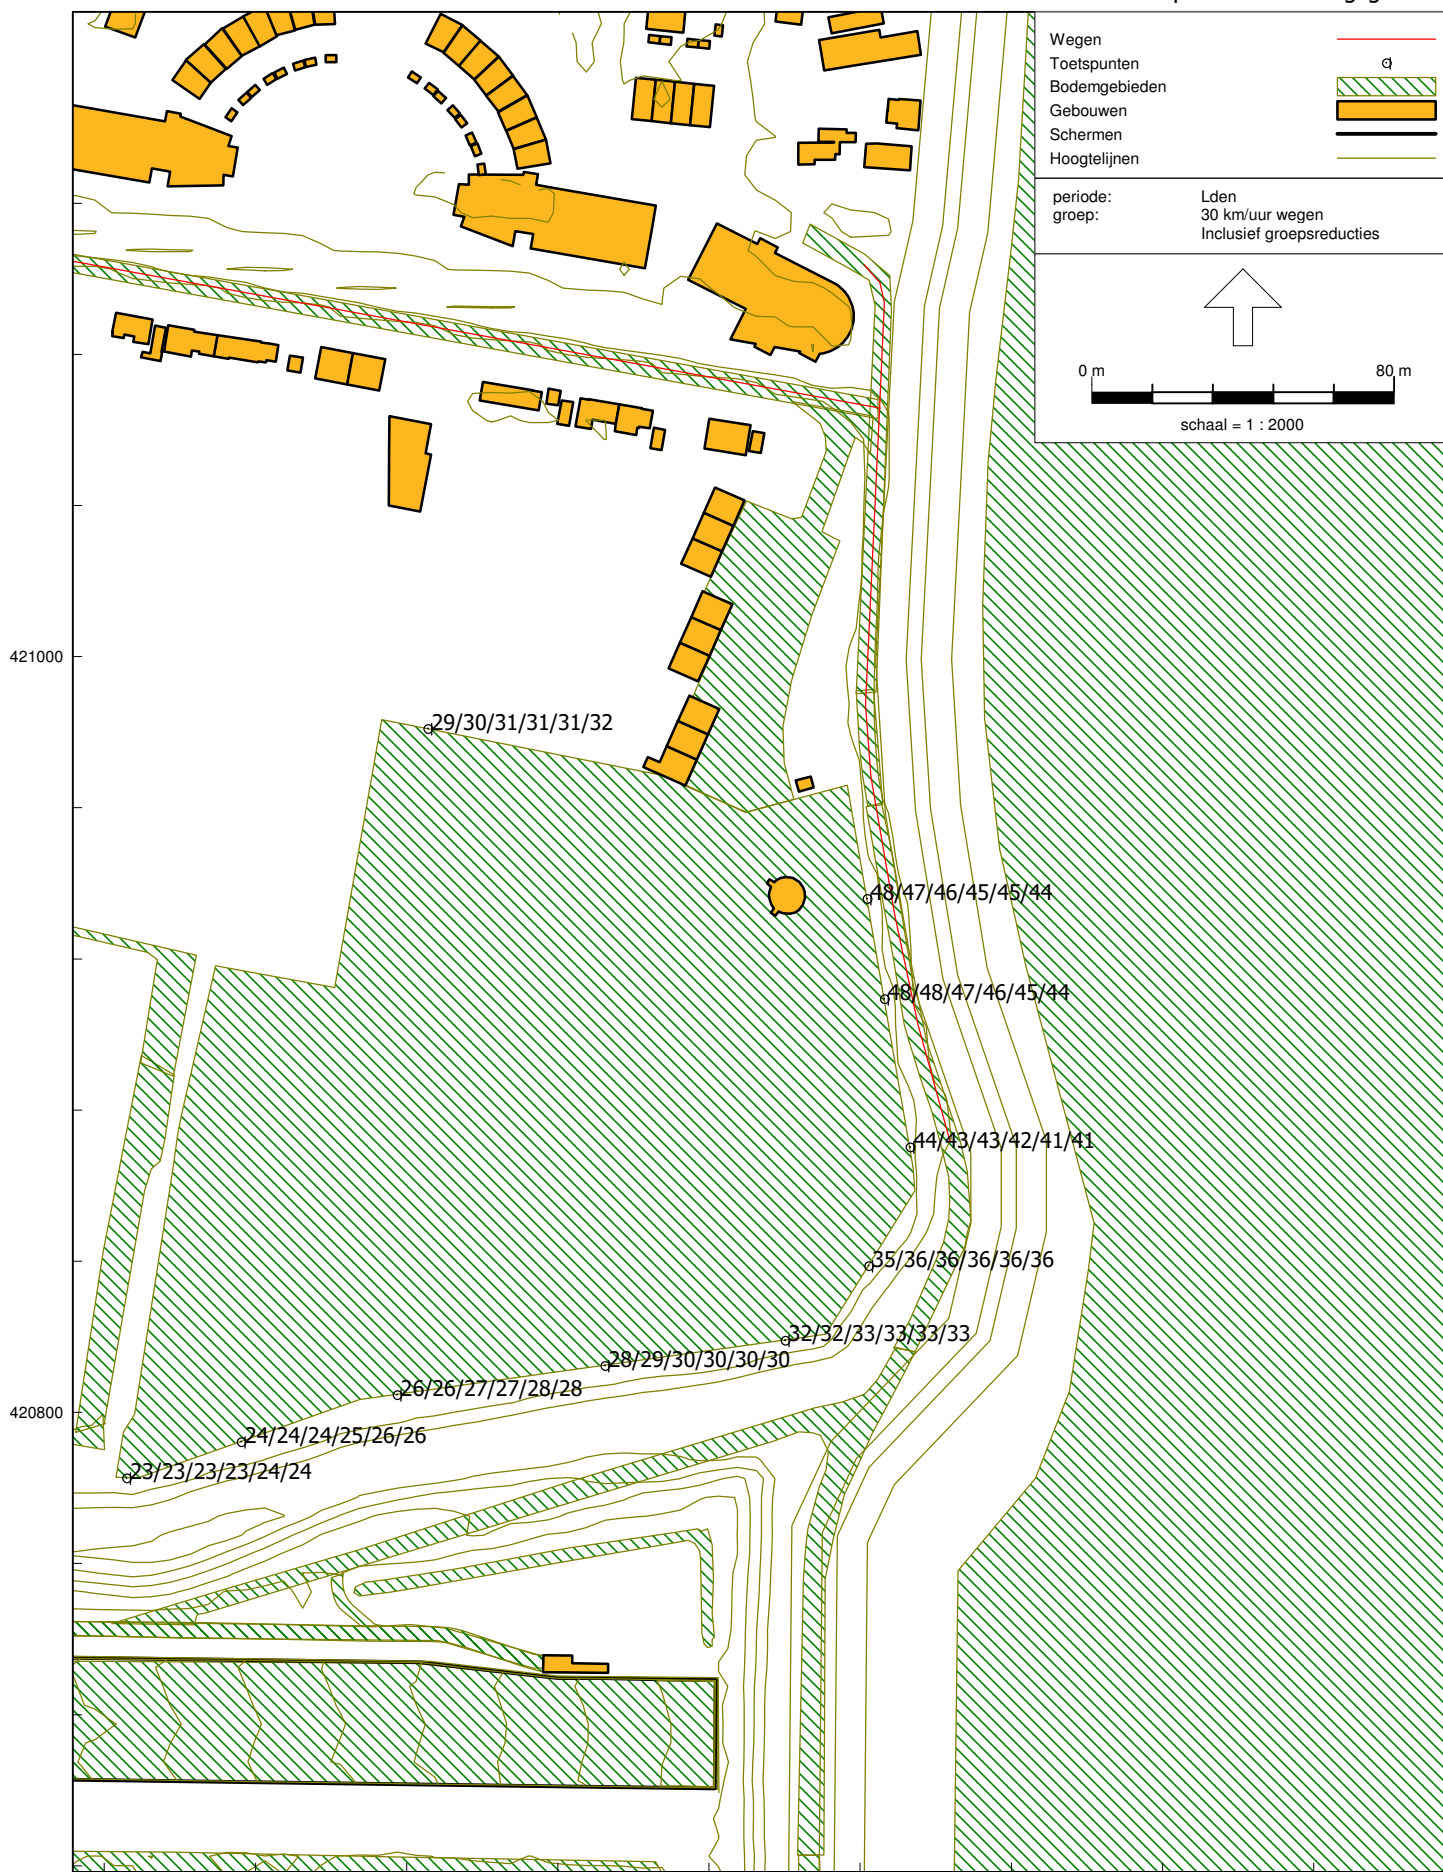 Wegen
Toetspunten
Bodemgebieden
Gebouwen
Schermen
Hoogtelijnen
periode: Lden
groep: 30 km/uur wegen
Inclusief groepsreducties
0 m 80 m
schaal = 1 : 2000
421000
29/30/31/31/31/32
48/47/46/45/45/44
48/48/47/46/45/44
44/43/43/42/41/41
35/36/36/36/36/36
32/32/33/33/33/33
28/29/30/30/30/30
26/26/27/27/28/28
420800
24/24/24/25/26/26
23/23/23/23/24/24